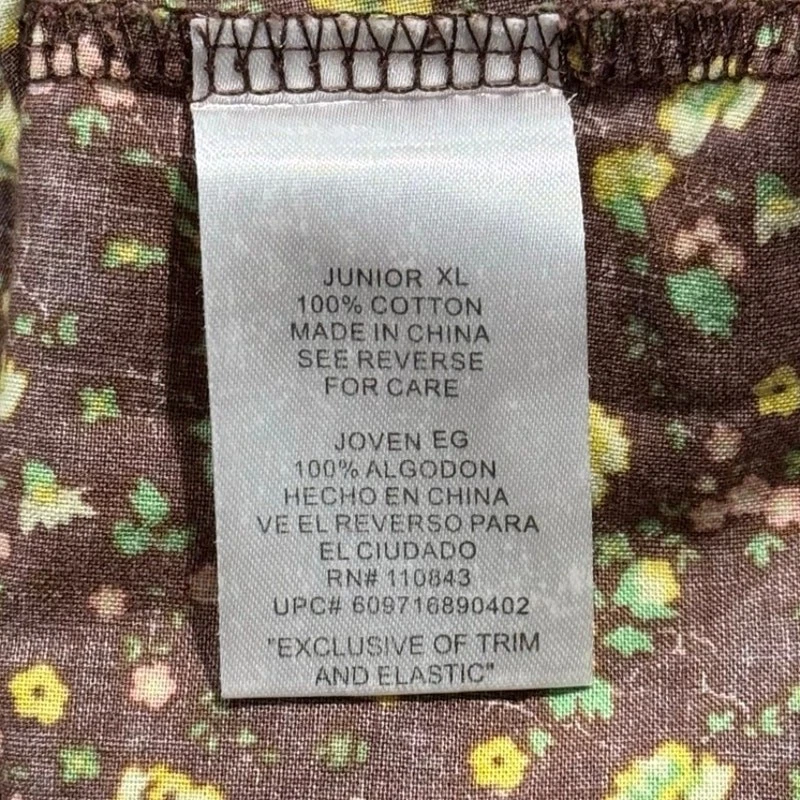 JUNIOR XL
100% COTTON
MADE IN CHINA
SEE REVERSE
FOR CARE
JOVEN EG
100% ALGODON
HECHO EN CHINA
VE EL REVERSO PARA
EL CIUDADO
RN# 110843
UPC# 609716890402
"EXCLUSIVE OF TRIM
AND ELASTIC"